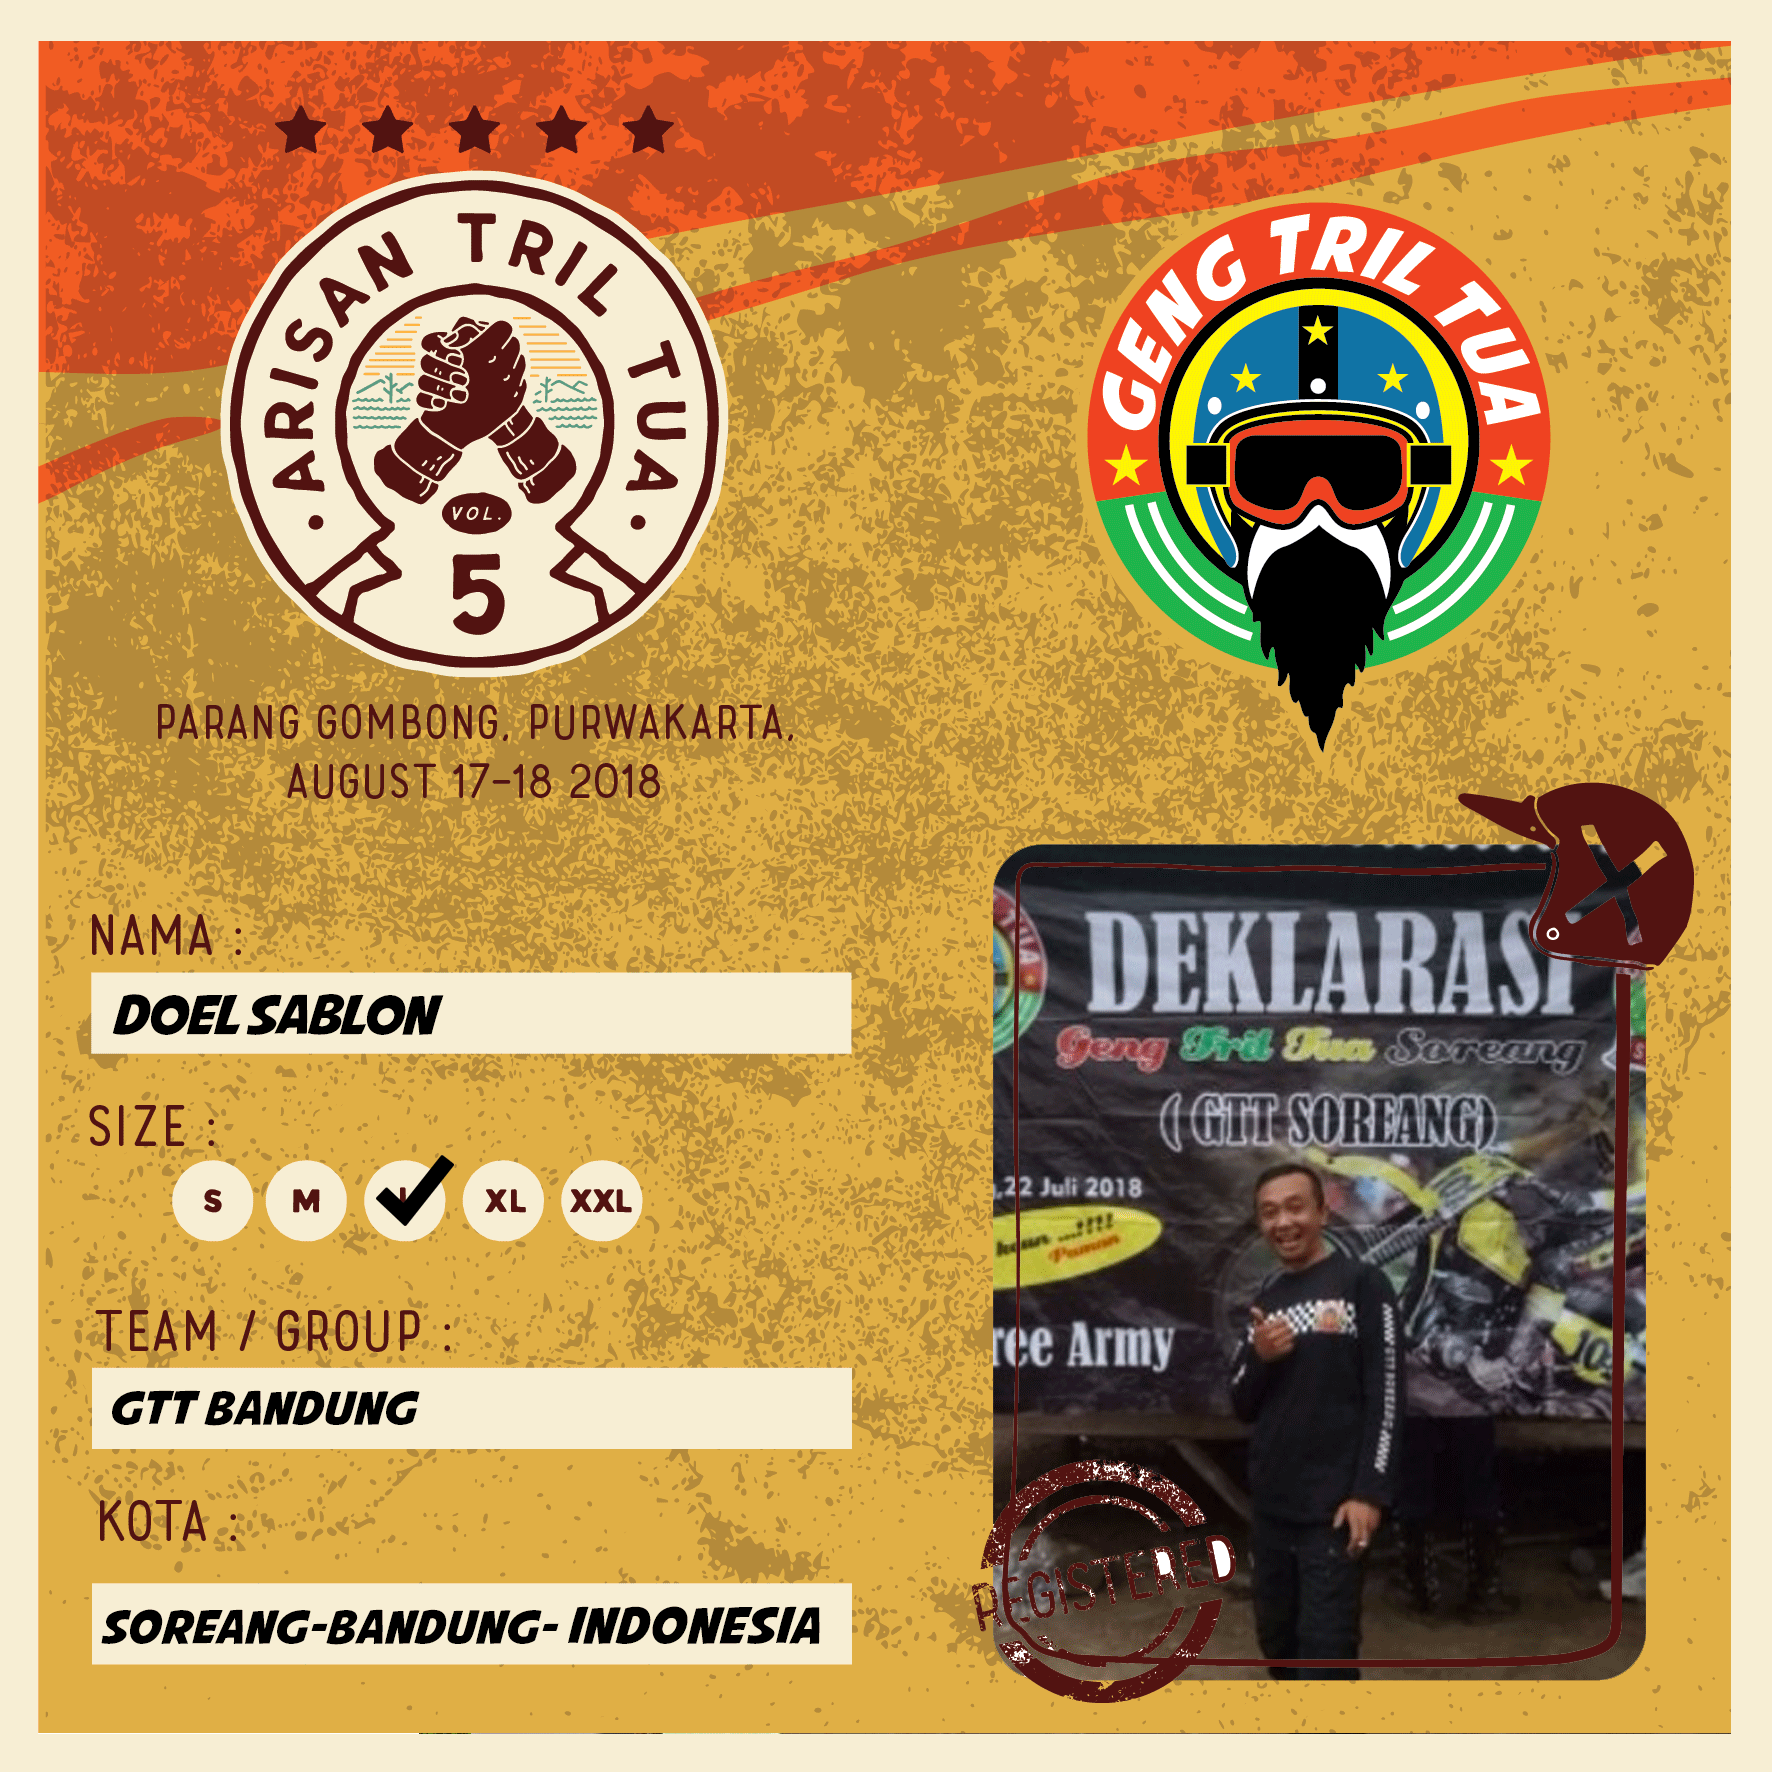 ARISAN TRIL TUA
VOL.
5
GENG TRIL TUA
PARANG GOMBONG, PURWAKARTA,
AUGUST 17-18 2018
NAMA :
DOEL SABLON
SIZE :
S M L XL XXL
TEAM / GROUP :
GTT BANDUNG
KOTA :
SOREANG-BANDUNG- INDONESIA
DEKLARASI
Geng Tril Tua Soreang
( GTT SOREANG)
,22 Juli 2018
kean ...!!!!
Paman
ree Army
REGISTERED